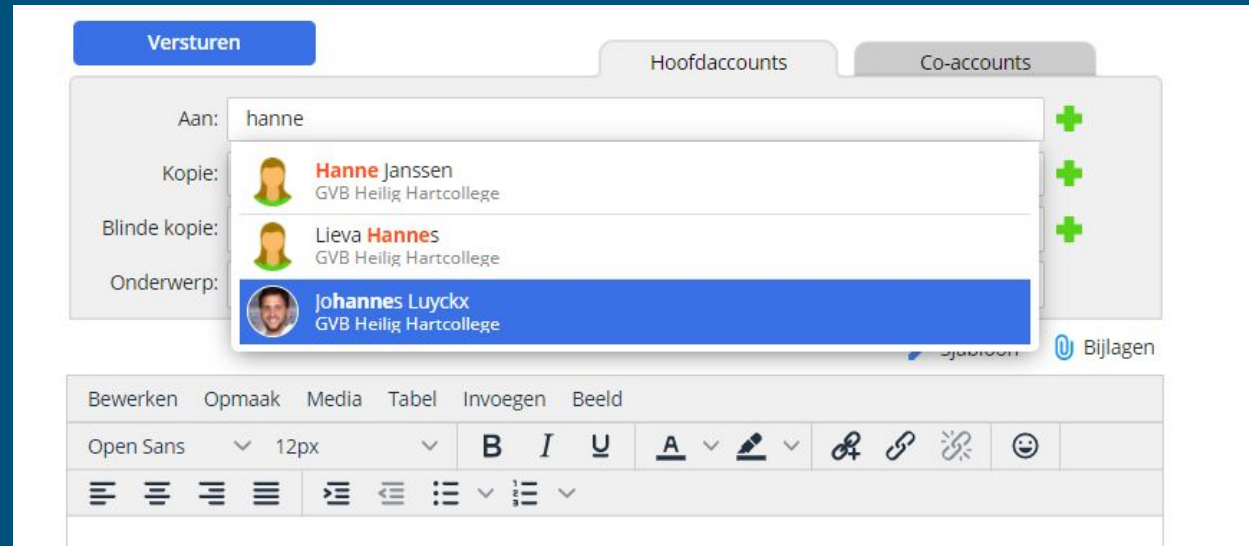 Versturen
Hoofdaccounts
Co-accounts
Aan: hanne
Kopie:
Hanne Janssen
GVB Heilig Hartcollege
Blinde kopie:
Lieva Hannes
GVB Heilig Hartcollege
Onderwerp:
Johannes Luyckx
GVB Heilig Hartcollege
Bijlagen
Bewerken Opmaak Media Tabel Invoegen Beeld
Open Sans 12px B I U A